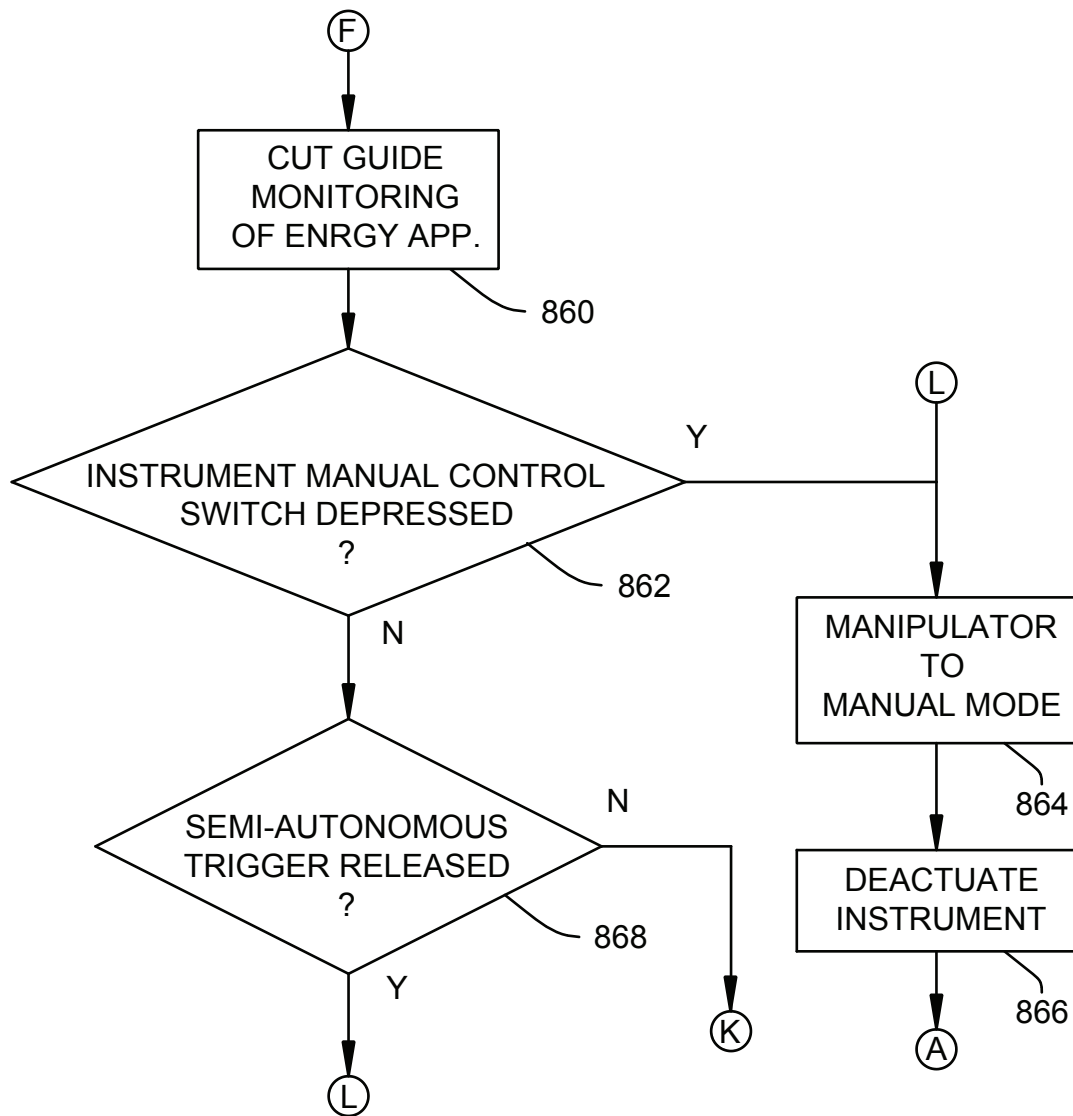 F
CUT GUIDE
MONITORING
OF ENRGY APP.
860
L
Y
INSTRUMENT MANUAL CONTROL
SWITCH DEPRESSED
?
862
N
MANIPULATOR
TO
MANUAL MODE
864
SEMI-AUTONOMOUS
TRIGGER RELEASED
?
868
N
Y
DEACTUATE
INSTRUMENT
866
K
A
L